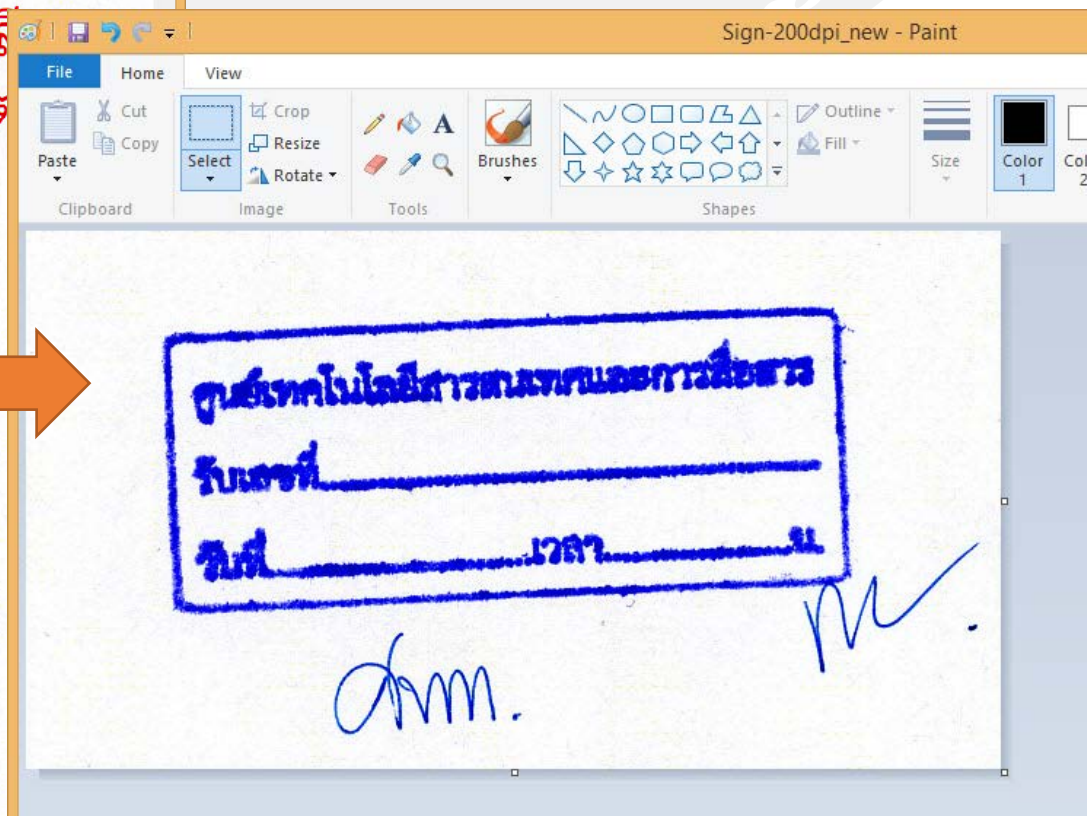 Sign-200dpi_new - Paint
File Home View
Paste
Cut
Copy
Clipboard
Select
Crop
Resize
Rotate
Image
A
Tools
Brushes
Shapes
Outline
Fill
Size
Color
1
Col
2
ศูนย์เทคโนโลยีสารสนเทศและการสื่อสาร
รับเลขที่
วันที่ เวลา น.